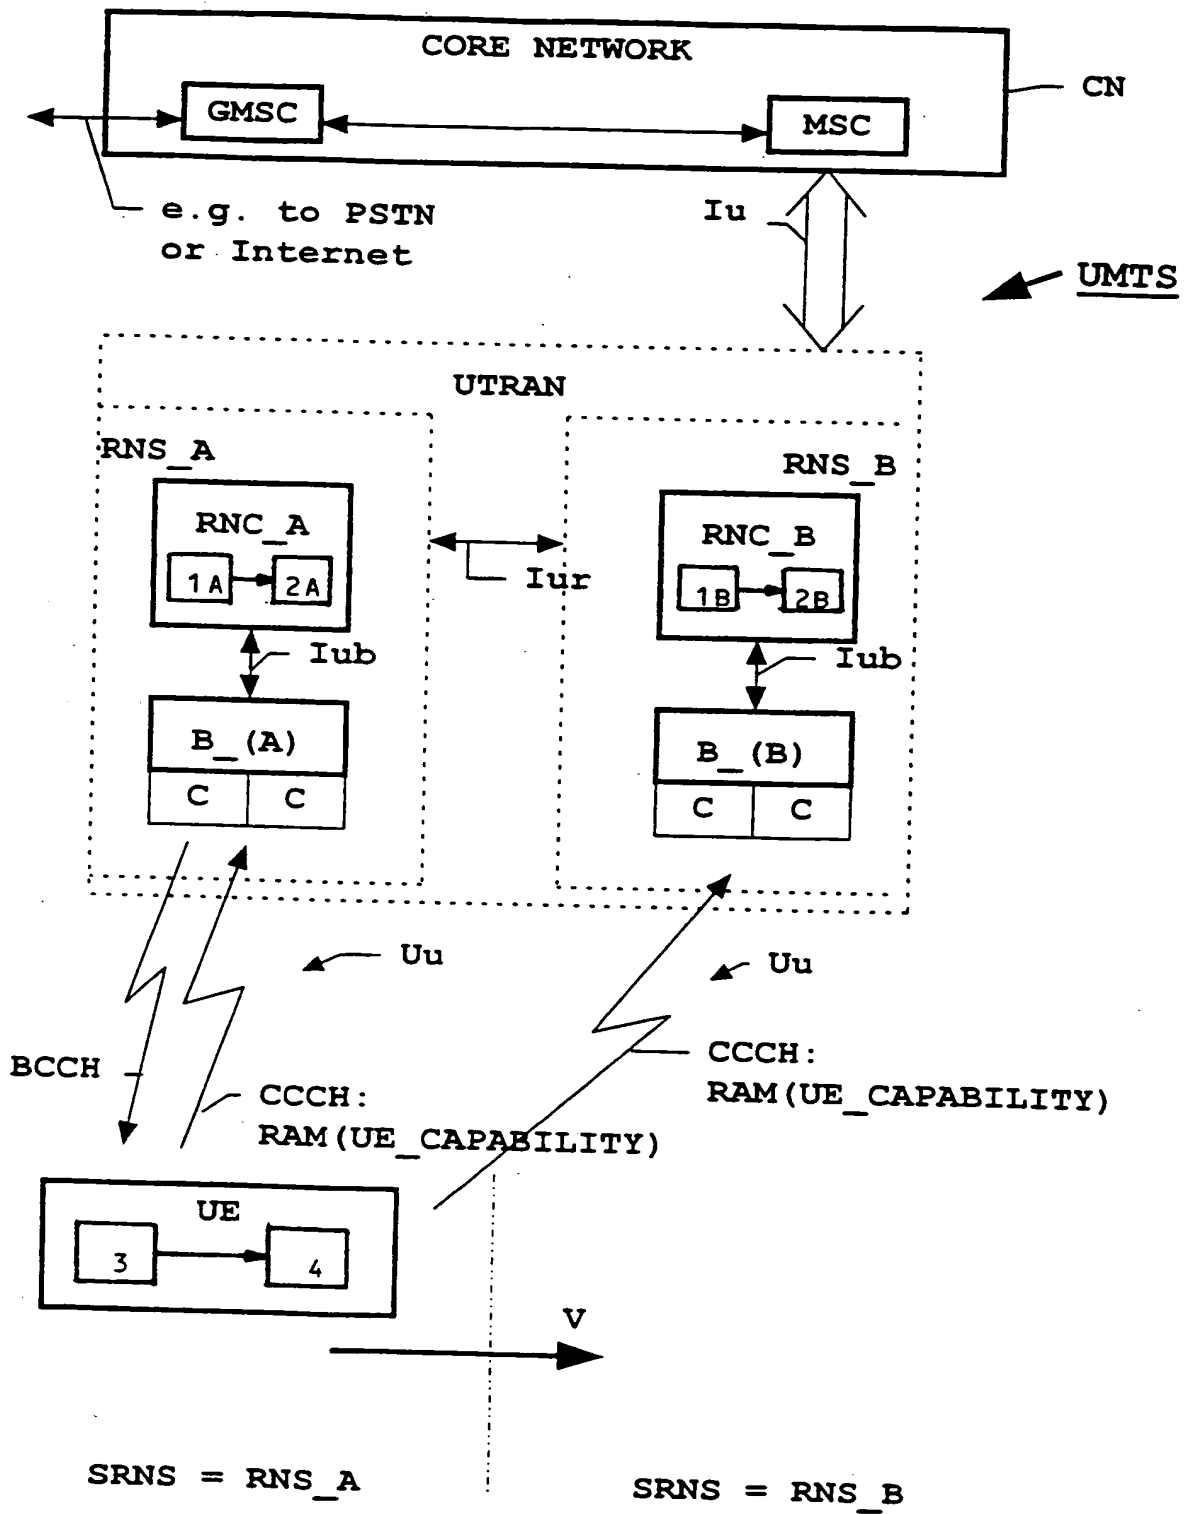 CORE NETWORK
CN
GMSC
MSC
e.g. to PSTN
or Internet
Iu
UMTS
UTRAN
RNS_A
RNS_B
RNC_A
RNC_B
1A
2A
Iur
1B
2B
Iub
Iub
B_(A)
B_(B)
C
C
C
C
Uu
Uu
BCCH
CCCH:
RAM(UE_CAPABILITY)
CCCH:
RAM(UE_CAPABILITY)
UE
3
4
V
SRNS = RNS_A
SRNS = RNS_B